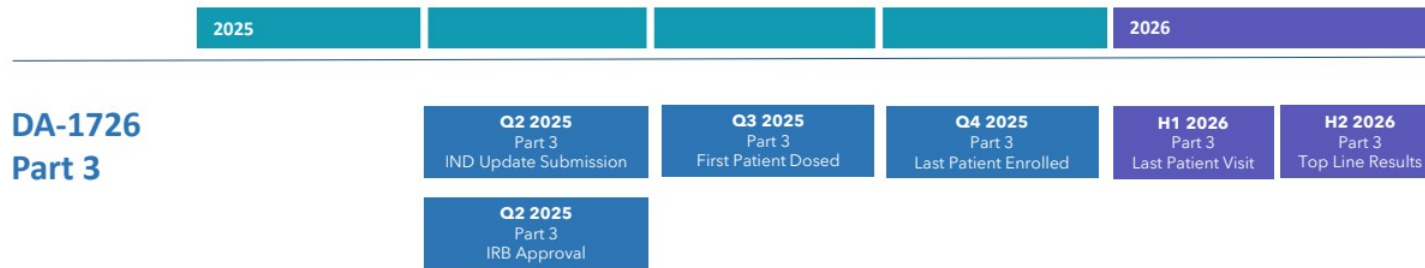 2025
2026
DA-1726
Part 3
Q2 2025
Part 3
IND Update Submission
Q3 2025
Part 3
First Patient Dosed
Q4 2025
Part 3
Last Patient Enrolled
H1 2026
Part 3
Last Patient Visit
H2 2026
Part 3
Top Line Results
Q2 2025
Part 3
IRB Approval